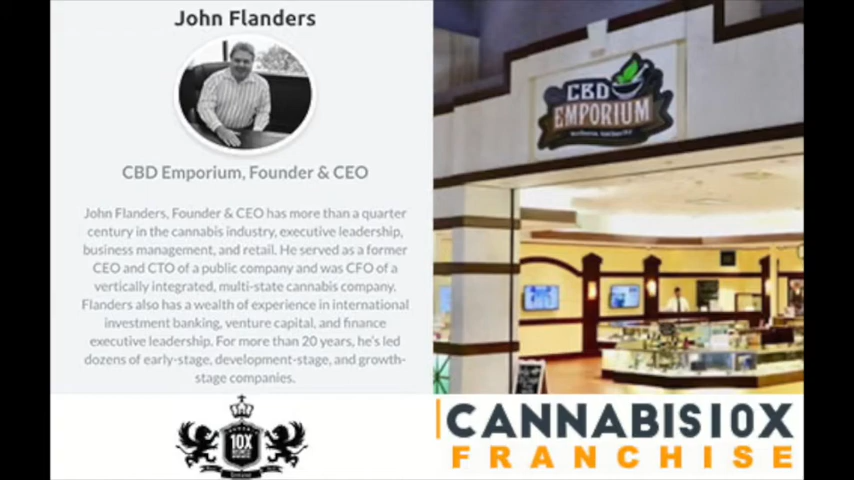 John Flanders
CBD Emporium, Founder & CEO
John Flanders, Founder & CEO has more than a quarter
century in the cannabis industry, executive leadership,
business management, and retail. He served as a former
CEO and CTO of a public company and was CFO of a
vertically integrated, multi-state cannabis company.
Flanders also has a wealth of experience in international
investment banking, venture capital, and finance
executive leadership. For more than 20 years, he's led
dozens of early-stage, development-stage, and growth-
stage companies.
CBD
EMPORIUM
10X
CANNABIS10X
FRANCHISE